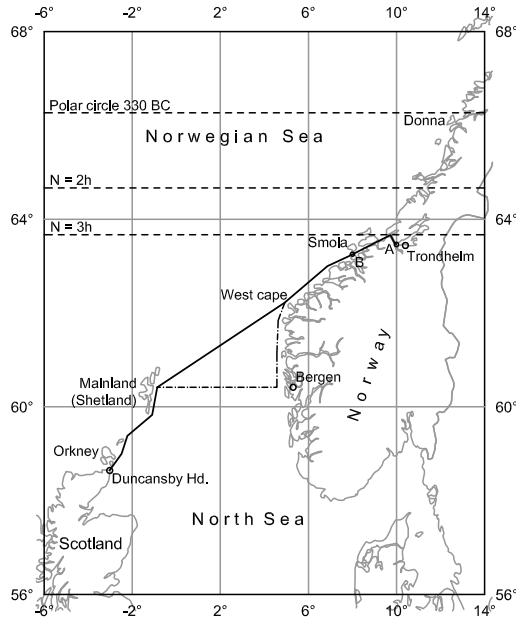 -6° -2° 2° 6° 10° 14°
68° 68°
Polar circle 330 BC
Donna
Norwegian Sea
N = 2h
64° 64°
N = 3h
Smola
A
Trondhelm
B
West cape
Norway
Mainland
(Shetland)
Bergen
60° 60°
Orkney
Duncansby Hd.
North Sea
Scotland
56° 56°
-6° -2° 2° 6° 10° 14°